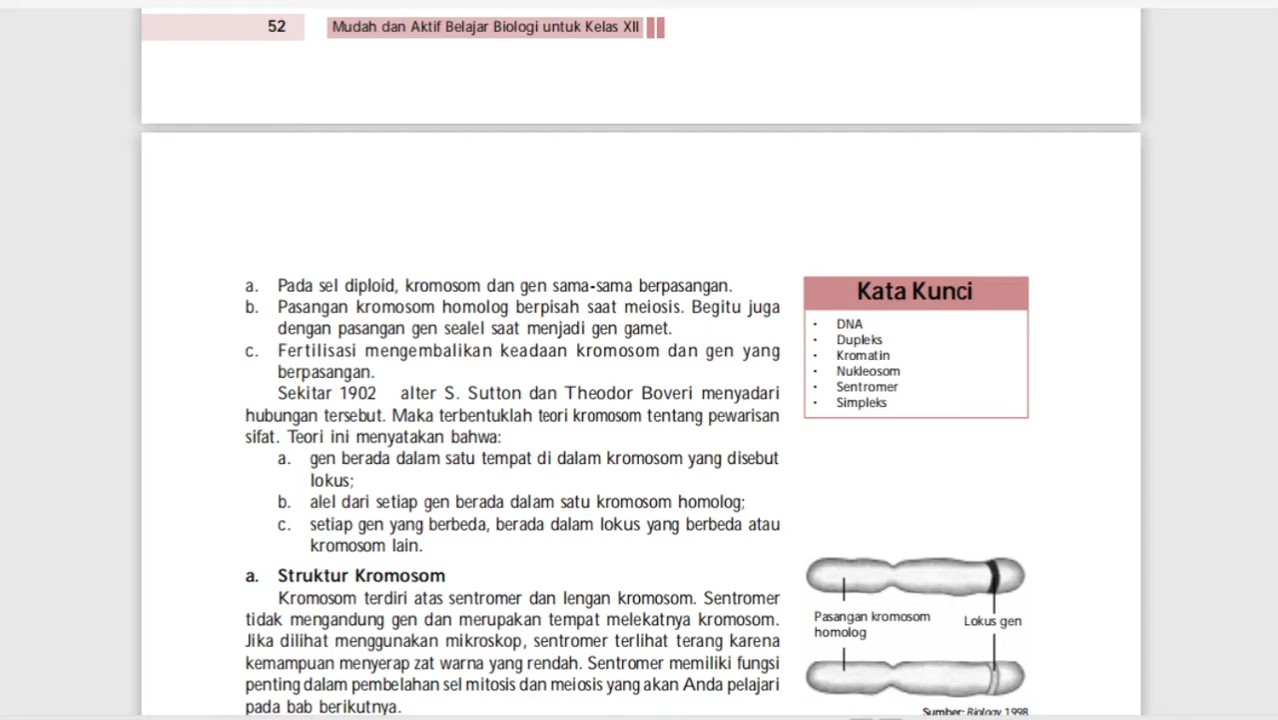 52 Mudah dan Aktif Belajar Biologi untuk Kelas XII
a. Pada sel diploid, kromosom dan gen sama-sama berpasangan.
b. Pasangan kromosom homolog berpisah saat meiosis. Begitu juga
dengan pasangan gen sealel saat menjadi gen gamet.
c. Fertilisasi mengembalikan keadaan kromosom dan gen yang
berpasangan.
Sekitar 1902 alter S. Sutton dan Theodor Boveri menyadari
hubungan tersebut. Maka terbentuklah teori kromosom tentang pewarisan
sifat. Teori ini menyatakan bahwa:
a. gen berada dalam satu tempat di dalam kromosom yang disebut
lokus;
b. alel dari setiap gen berada dalam satu kromosom homolog;
c. setiap gen yang berbeda, berada dalam lokus yang berbeda atau
kromosom lain.
a. Struktur Kromosom
Kromosom terdiri atas sentromer dan lengan kromosom. Sentromer
tidak mengandung gen dan merupakan tempat melekatnya kromosom.
Jika dilihat menggunakan mikroskop, sentromer terlihat terang karena
kemampuan menyerap zat warna yang rendah. Sentromer memiliki fungsi
penting dalam pembelahan sel mitosis dan meiosis yang akan Anda pelajari
pada bab berikutnya.
Kata Kunci
• DNA
• Dupleks
• Kromatin
• Nukleosom
• Sentromer
• Simpleks
Pasangan kromosom
homolog
Lokus gen
Sumber: Biology, 1998